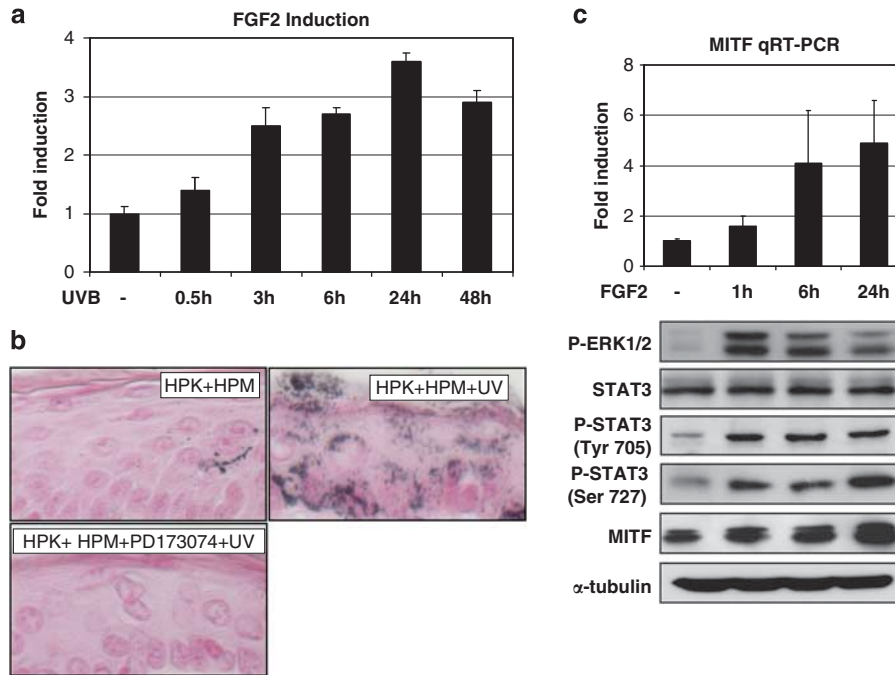 a
FGF2 Induction
Fold induction
4
3
2
1
0
UVB - 0.5h 3h 6h 24h 48h
b
HPK+HPM
HPK+HPM+UV
HPK+ HPM+PD173074+UV
c
MITF qRT-PCR
Fold induction
8
6
4
2
0
FGF2 - 1h 6h 24h
P-ERK1/2
STAT3
P-STAT3
(Tyr 705)
P-STAT3
(Ser 727)
MITF
α-tubulin